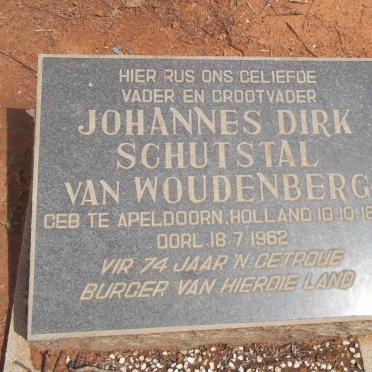 HIER RUS ONS GELIEFDE
VADER EN GROOTVADER
JOHANNES DIRK
SCHUTSTAL
VAN WOUDENBERG
GEB TE APELDOORN, HOLLAND 10.10.18
OORL. 18.7.1962
VIR 74 JAAR 'N GETROUE
BURGER VAN HIERDIE LAND